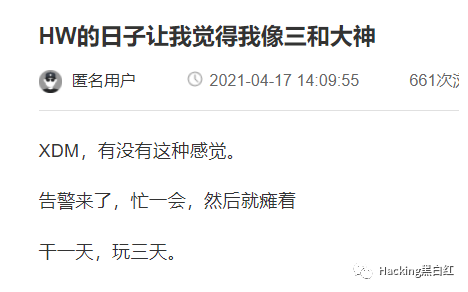 HW的日子让我觉得我像三和大神
匿名用户 2021-04-17 14:09:55 661次
XDM，有没有这种感觉。
告警来了，忙一会，然后就瘫着
干一天，玩三天。
Hacking黑白红